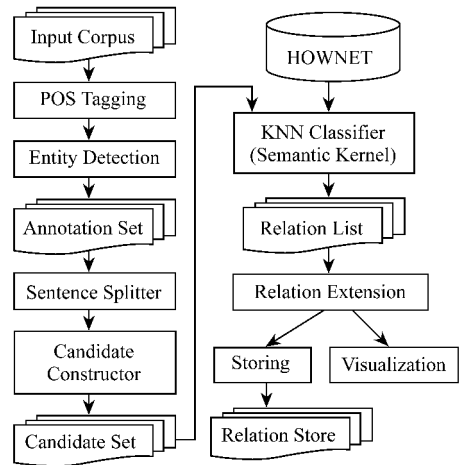 Input Corpus
POS Tagging
Entity Detection
Annotation Set
Sentence Splitter
Candidate
Constructor
Candidate Set
HOWNET
KNN Classifier
(Semantic Kernel)
Relation List
Relation Extension
Storing
Visualization
Relation Store